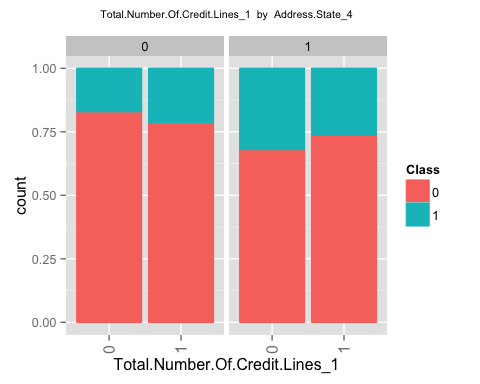 Total.Number.Of.Credit.Lines_1 by Address.State_4
0 1
1.00
0.75
0.50
0.25
0.00
count
0 1 0 1
Total.Number.Of.Credit.Lines_1
Class
0
1